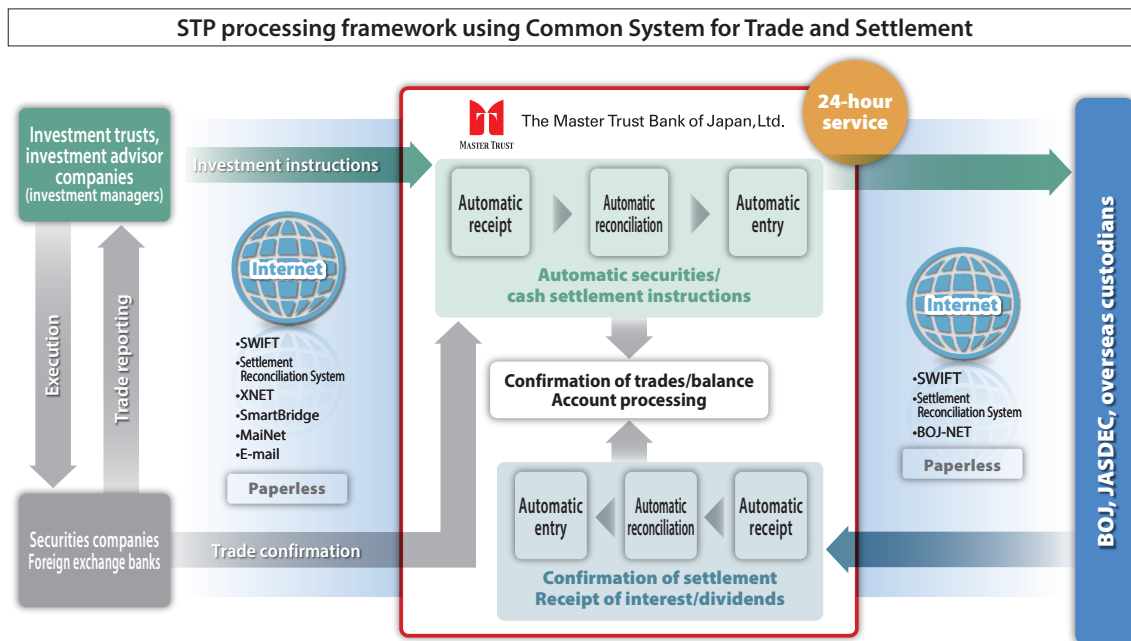 STP processing framework using Common System for Trade and Settlement
Investment trusts,
investment advisor
companies
(investment managers)
Execution
Trade reporting
Securities companies
Foreign exchange banks
Investment instructions
Internet
•SWIFT
•Settlement
Reconciliation System
•XNET
•SmartBridge
•MaiNet
•E-mail
Paperless
Trade confirmation
MASTER TRUST
The Master Trust Bank of Japan,Ltd.
24-hour
service
Automatic
receipt
Automatic
reconciliation
Automatic
entry
Automatic securities/
cash settlement instructions
Confirmation of trades/balance
Account processing
Automatic
entry
Automatic
reconciliation
Automatic
receipt
Confirmation of settlement
Receipt of interest/dividends
Internet
•SWIFT
•Settlement
Reconciliation System
•BOJ-NET
Paperless
BOJ, JASDEC, overseas custodians